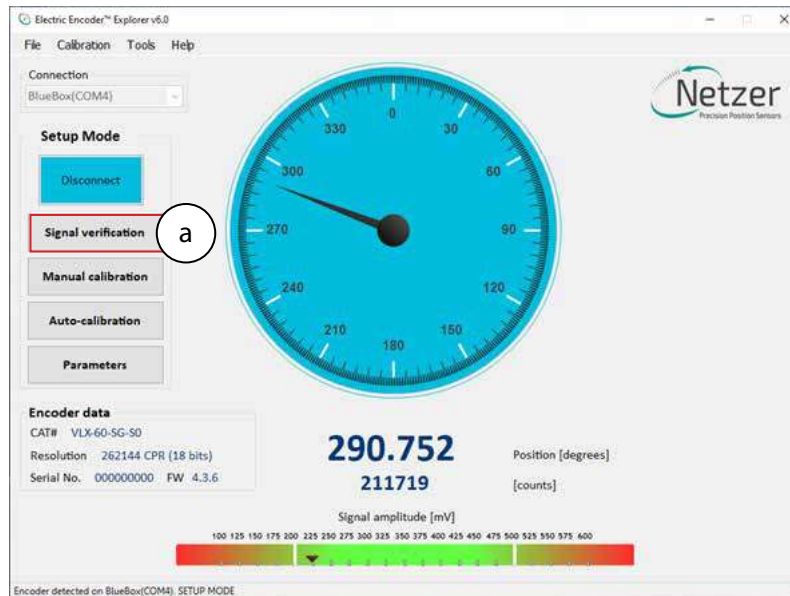 Electric Encoder™ Explorer v6.0
File Calibration Tools Help
Connection
BlueBox(COM4)
Netzer
Precision Position Sensors
Setup Mode
Disconnect
Signal verification
a
Manual calibration
Auto-calibration
Parameters
0
30
60
90
120
150
180
210
240
270
300
330
Encoder data
CAT# VLX-60-SG-S0
Resolution 262144 CPR (18 bits)
Serial No. 000000000 FW 4.3.6
290.752 Position [degrees]
211719 [counts]
Signal amplitude [mV]
100 125 150 175 200 225 250 275 300 325 350 375 400 425 450 475 500 525 550 575 600
Encoder detected on BlueBox(COM4). SETUP MODE